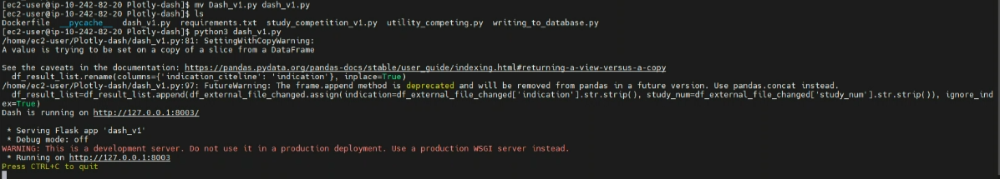 [ec2-user@ip-10-242-82-20 Plotly-dash]$ mv Dash_v1.py dash_v1.py
[ec2-user@ip-10-242-82-20 Plotly-dash]$ ls
Dockerfile  __pycache__  dash_v1.py  requirements.txt  study_competition_v1.py  utility_competing.py  writing_to_database.py
[ec2-user@ip-10-242-82-20 Plotly-dash]$ python3 dash_v1.py
/home/ec2-user/Plotly-dash/dash_v1.py:81: SettingWithCopyWarning:
A value is trying to be set on a copy of a slice from a DataFrame
See the caveats in the documentation: https://pandas.pydata.org/pandas-docs/stable/user_guide/indexing.html#returning-a-view-versus-a-copy
  df_result_list.rename(columns={'indication_citeline': 'indication'}, inplace=True)
/home/ec2-user/Plotly-dash/dash_v1.py:97: FutureWarning: The frame.append method is deprecated and will be removed from pandas in a future version. Use pandas.concat instead.
  df_result_list=df_result_list.append(df_external_file_changed.assign(indication=df_external_file_changed['indication'].str.strip(), study_num=df_external_file_changed['study_num'].str.strip()), ignore_ind
ex=True)
Dash is running on http://127.0.0.1:8003/
 * Serving Flask app 'dash_v1'
 * Debug mode: off
WARNING: This is a development server. Do not use it in a production deployment. Use a production WSGI server instead.
 * Running on http://127.0.0.1:8003
Press CTRL+C to quit